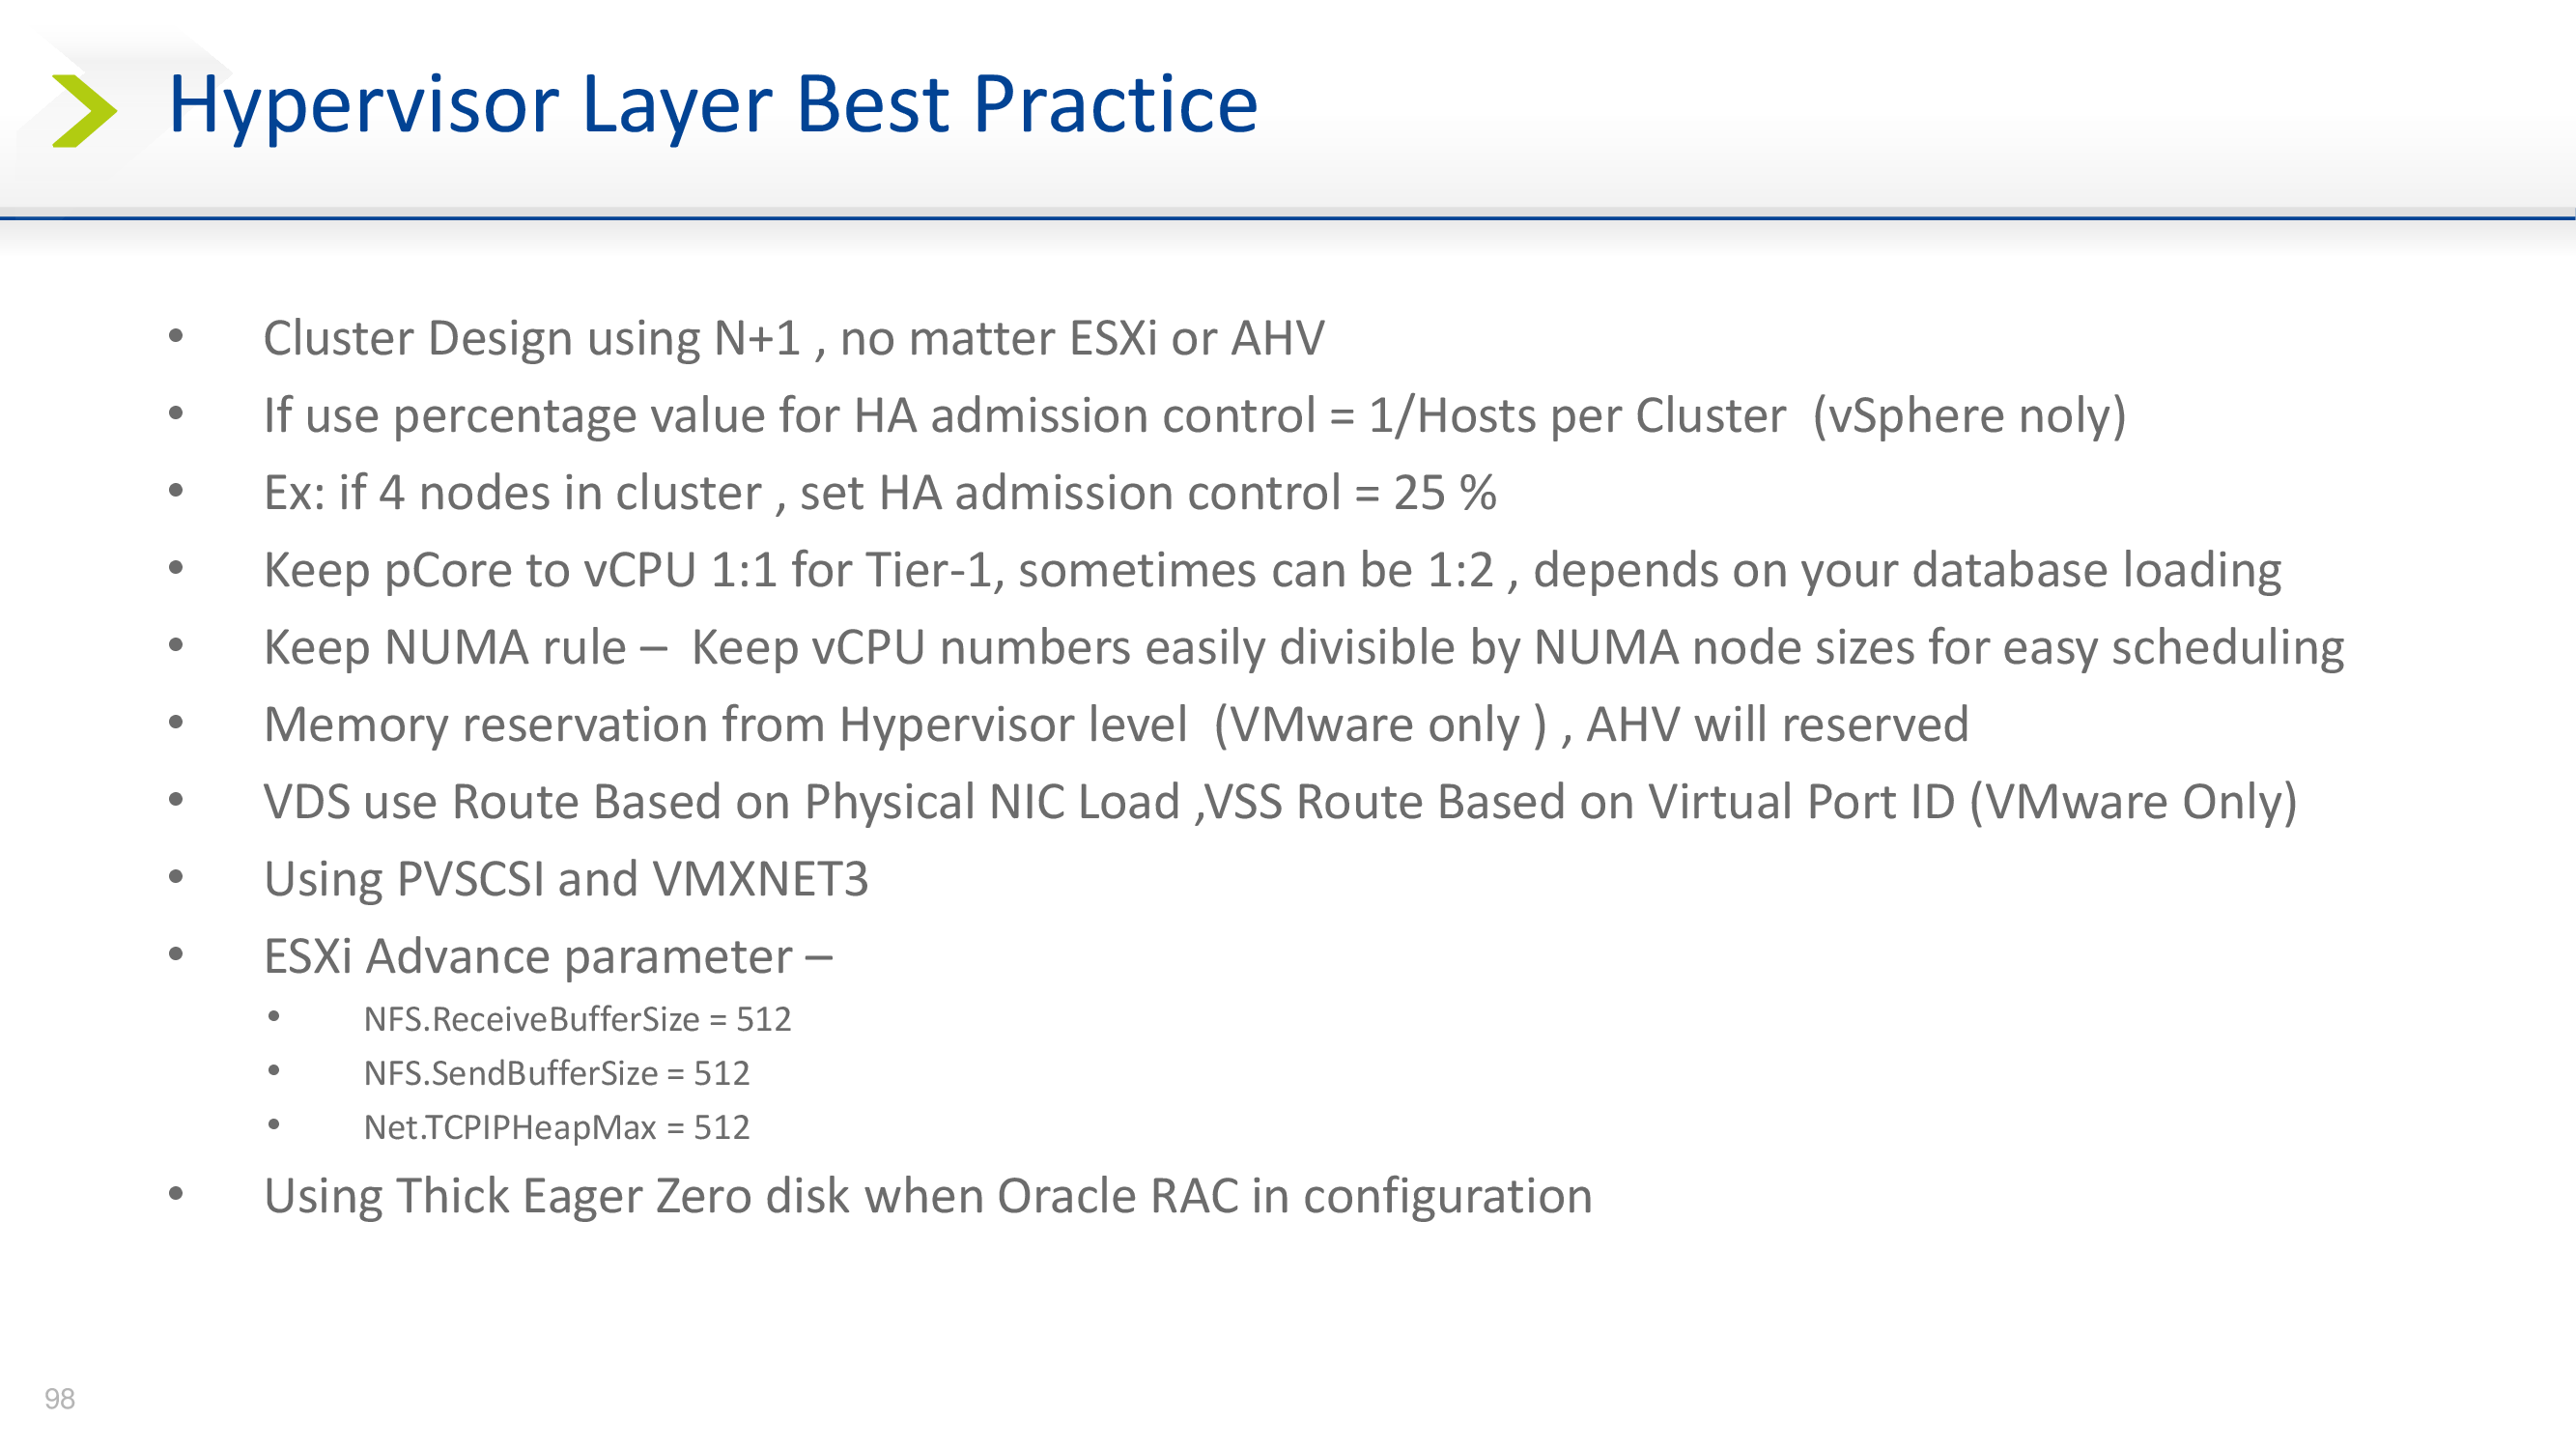 Hypervisor Layer Best Practice
• Cluster Design using N+1 , no matter ESXi or AHV
• If use percentage value for HA admission control = 1/Hosts per Cluster  (vSphere noly)
• Ex: if 4 nodes in cluster , set HA admission control = 25 %
• Keep pCore to vCPU 1:1 for Tier-1, sometimes can be 1:2 , depends on your database loading
• Keep NUMA rule –  Keep vCPU numbers easily divisible by NUMA node sizes for easy scheduling
• Memory reservation from Hypervisor level  (VMware only ) , AHV will reserved
• VDS use Route Based on Physical NIC Load ,VSS Route Based on Virtual Port ID (VMware Only)
• Using PVSCSI and VMXNET3
• ESXi Advance parameter –
• NFS.ReceiveBufferSize = 512
• NFS.SendBufferSize = 512
• Net.TCPIPHeapMax = 512
• Using Thick Eager Zero disk when Oracle RAC in configuration
98